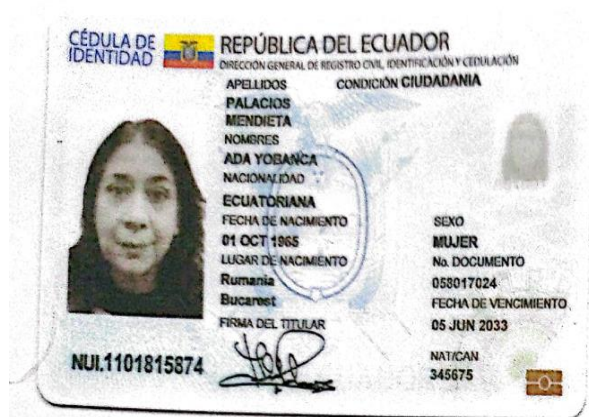 CÉDULA DE
IDENTIDAD
REPÚBLICA DEL ECUADOR
DIRECCIÓN GENERAL DE REGISTRO CIVIL, IDENTIFICACIÓN Y CEDULACIÓN
APELLIDOS
CONDICIÓN CIUDADANIA
PALACIOS
MENDIETA
NOMBRES
ADA YOBANCA
NACIONALIDAD
ECUATORIANA
FECHA DE NACIMIENTO
01 OCT 1965
LUGAR DE NACIMIENTO
Rumania
Bucarest
FIRMA DEL TITULAR
SEXO
MUJER
No. DOCUMENTO
058017024
FECHA DE VENCIMIENTO
05 JUN 2033
NAT/CAN
345675
NUI.1101815874